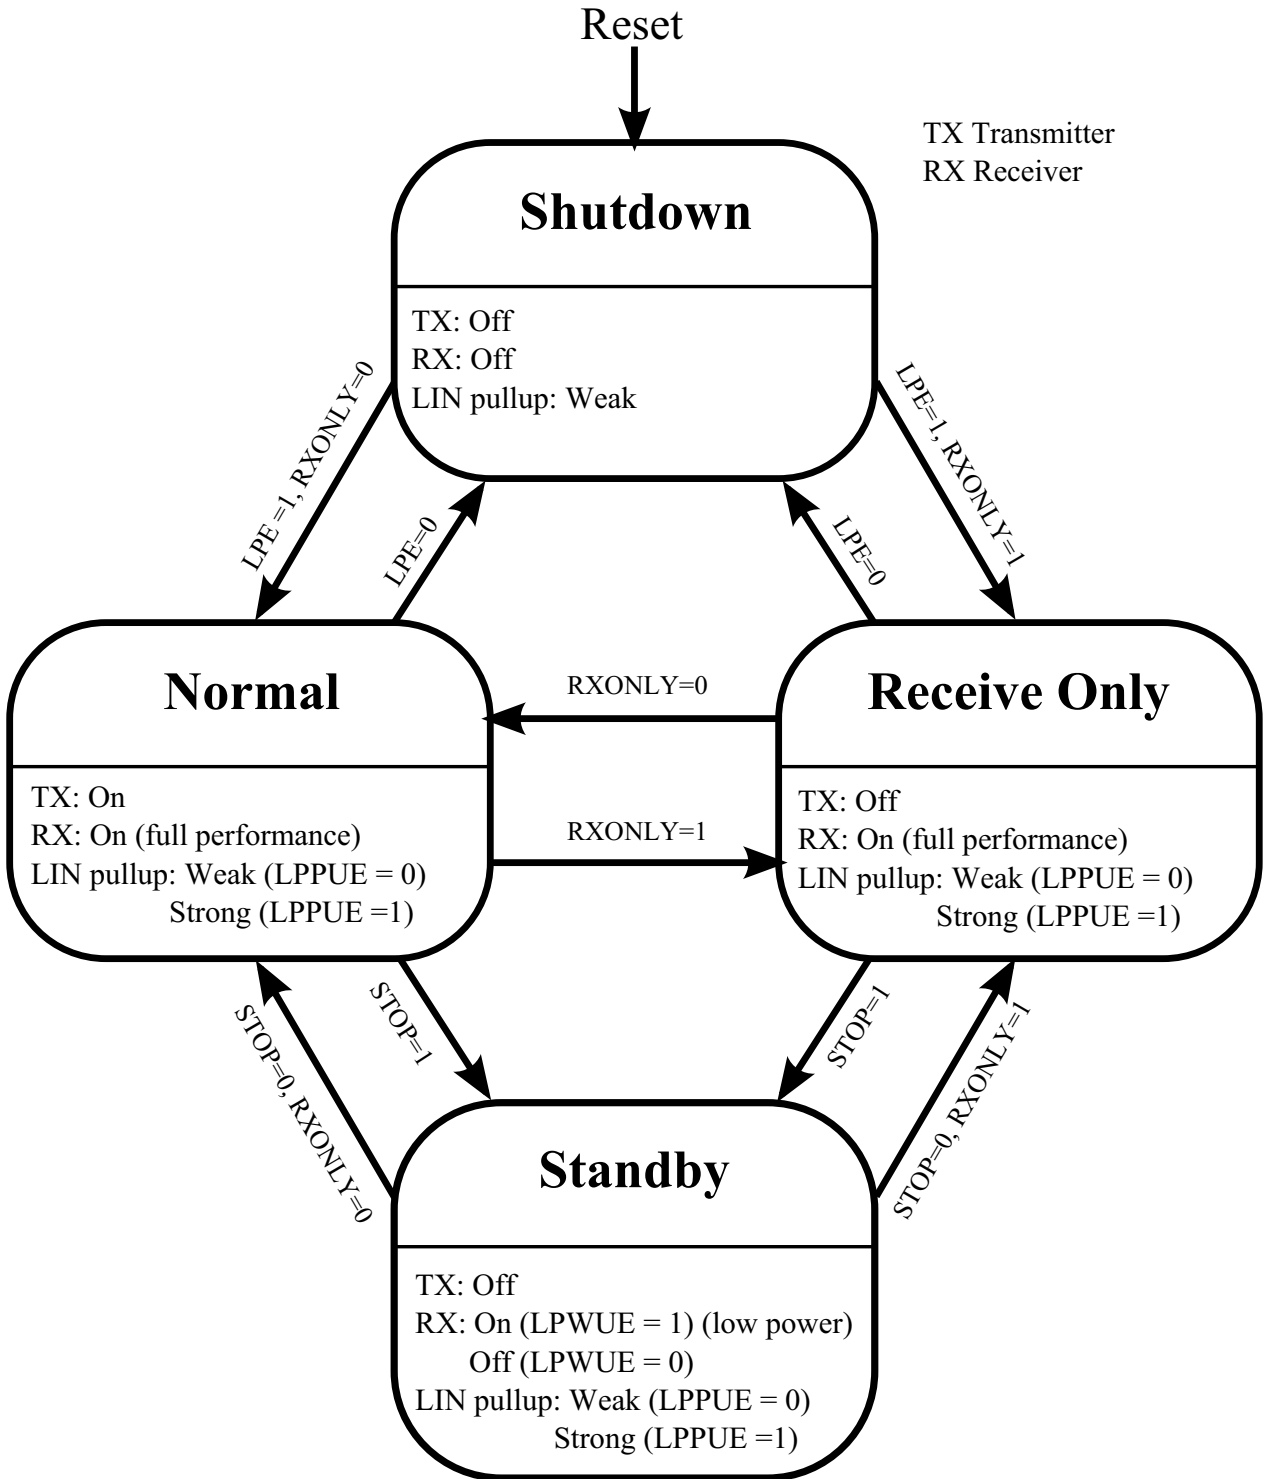 Reset
TX Transmitter
RX Receiver
Shutdown
TX: Off
RX: Off
LIN pullup: Weak
LPE =1, RXONLY=0
LPE=0
LPE=0
LPE=1, RXONLY=1
Normal
TX: On
RX: On (full performance)
LIN pullup: Weak (LPPUE = 0)
Strong (LPPUE =1)
RXONLY=0
RXONLY=1
Receive Only
TX: Off
RX: On (full performance)
LIN pullup: Weak (LPPUE = 0)
Strong (LPPUE =1)
STOP=0, RXONLY=0
STOP=1
STOP=1
STOP=0, RXONLY=1
Standby
TX: Off
RX: On (LPWUE = 1) (low power)
Off (LPWUE = 0)
LIN pullup: Weak (LPPUE = 0)
Strong (LPPUE =1)